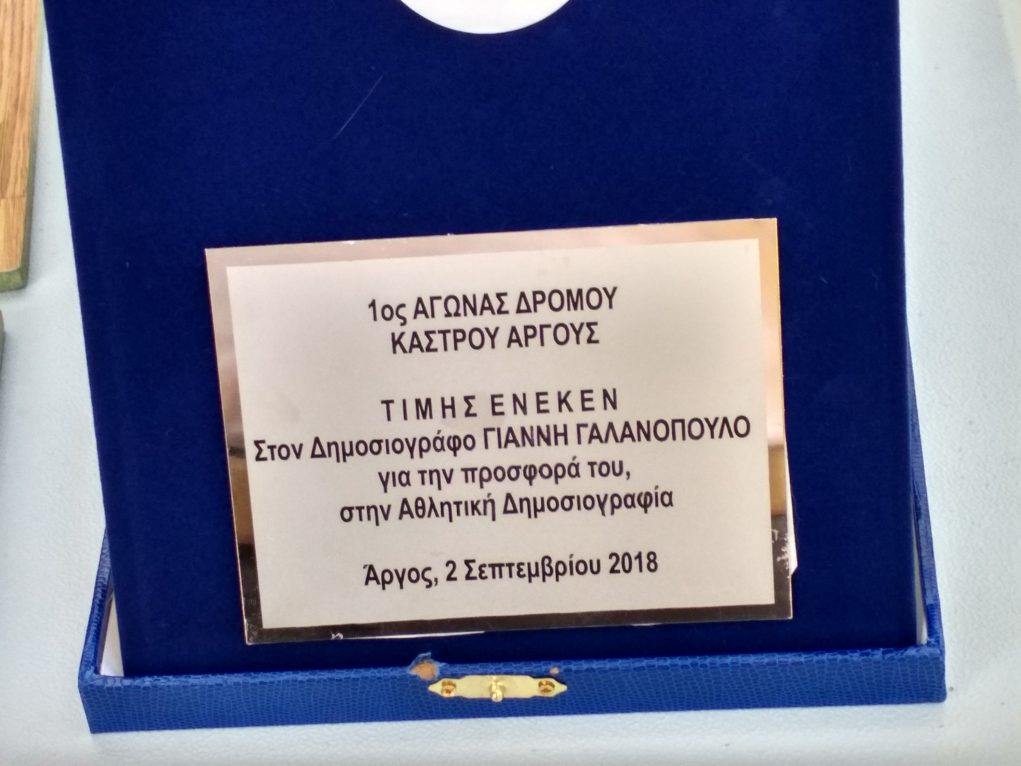 1ος ΑΓΩΝΑΣ ΔΡΟΜΟΥ
ΚΑΣΤΡΟΥ ΑΡΓΟΥΣ
ΤΙΜΗΣ ΕΝΕΚΕΝ
Στον Δημοσιογράφο ΓΙΑΝΝΗ ΓΑΛΑΝΟΠΟΥΛΟ
για την προσφορά του,
στην Αθλητική Δημοσιογραφία
Άργος, 2 Σεπτεμβρίου 2018